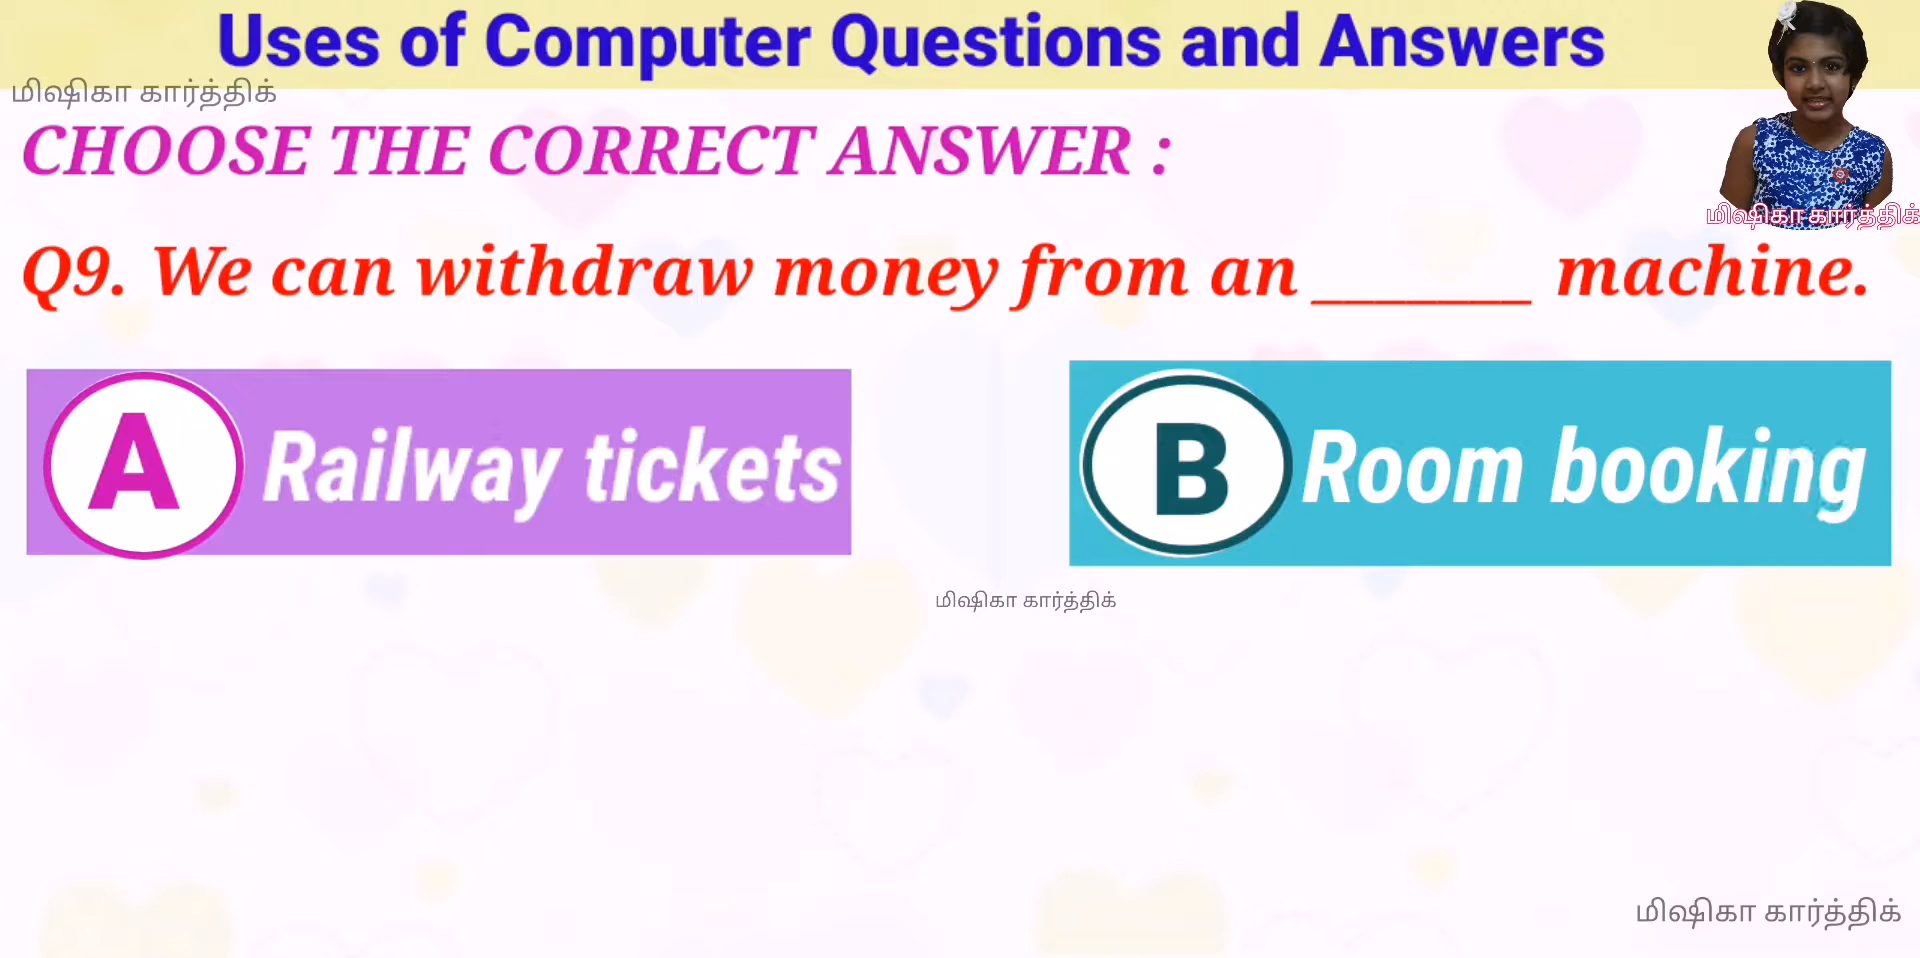 Uses of Computer Questions and Answers
மிஷிகா கார்த்திக்
CHOOSE THE CORRECT ANSWER :
மிஷிகா கார்த்திக்
Q9. We can withdraw money from an _______ machine.
A Railway tickets
B Room booking
மிஷிகா கார்த்திக்
மிஷிகா கார்த்திக்